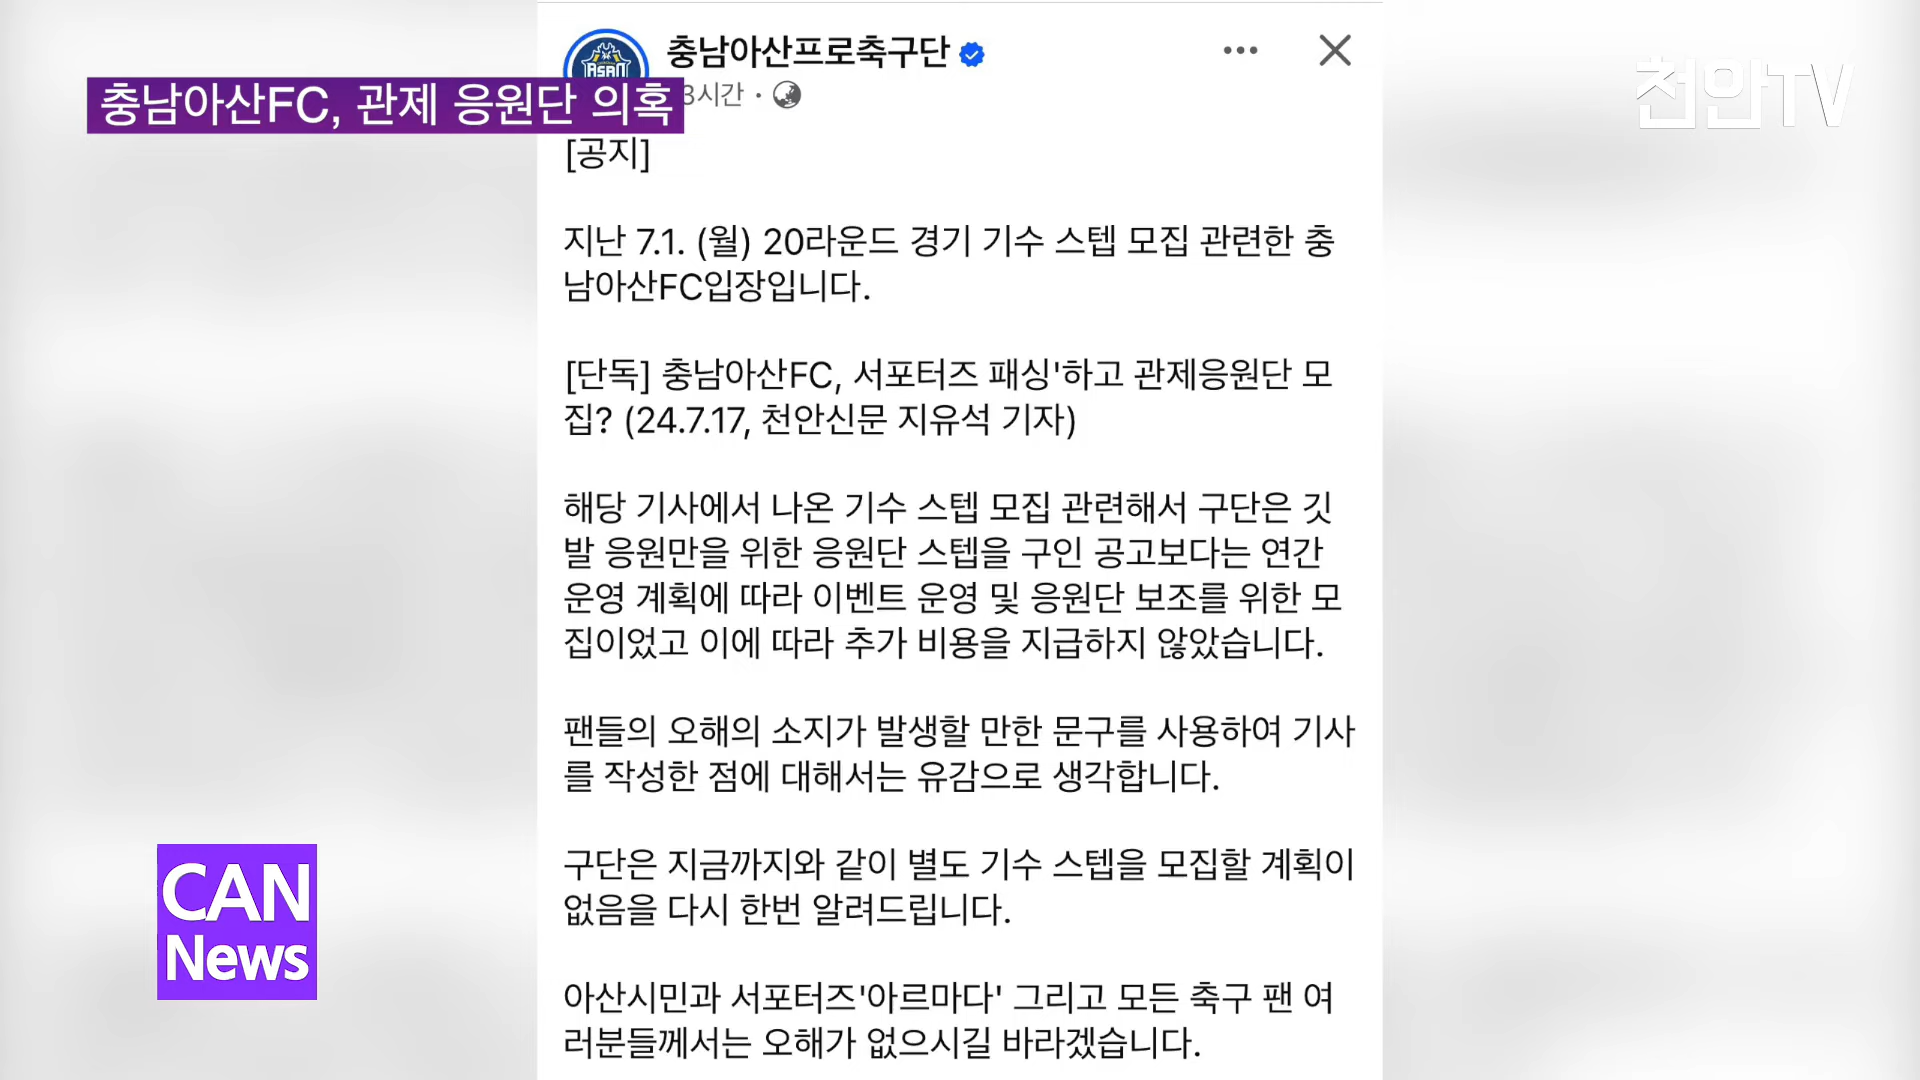 충남아산프로축구단
ASAN
충남아산FC, 관제 응원단 의혹
3시간
천안TV
[공지]
지난 7.1. (월) 20라운드 경기 기수 스텝 모집 관련한 충
남아산FC입장입니다.
[단독] 충남아산FC, 서포터즈 패싱'하고 관제응원단 모
집? (24.7.17, 천안신문 지유석 기자)
해당 기사에서 나온 기수 스텝 모집 관련해서 구단은 깃
발 응원만을 위한 응원단 스텝을 구인 공고보다는 연간
운영 계획에 따라 이벤트 운영 및 응원단 보조를 위한 모
집이었고 이에 따라 추가 비용을 지급하지 않았습니다.
팬들의 오해의 소지가 발생할 만한 문구를 사용하여 기사
를 작성한 점에 대해서는 유감으로 생각합니다.
구단은 지금까지와 같이 별도 기수 스텝을 모집할 계획이
없음을 다시 한번 알려드립니다.
아산시민과 서포터즈'아르마다' 그리고 모든 축구 팬 여
러분들께서는 오해가 없으시길 바라겠습니다.
CAN
News